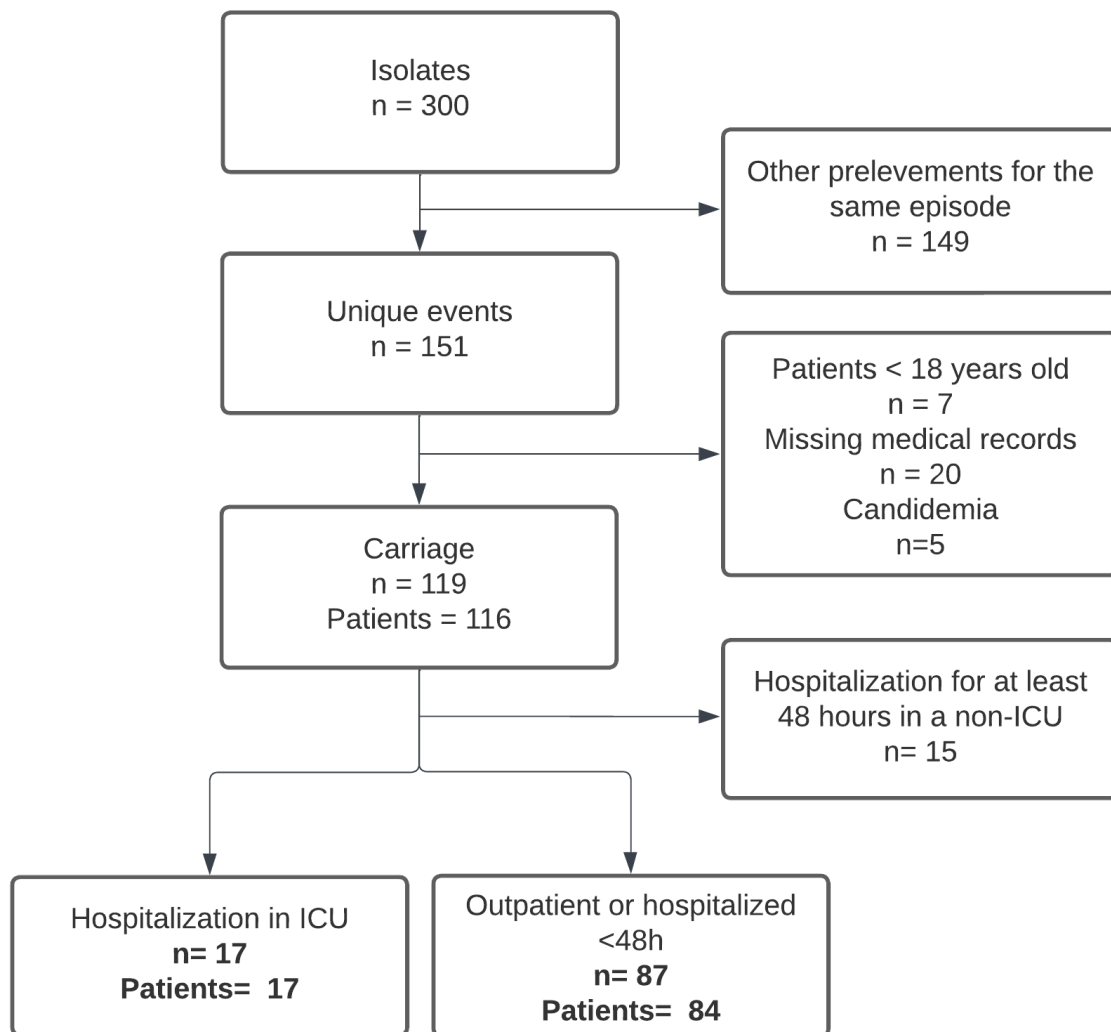 Isolates
n = 300
Other prelevements for the
same episode
n = 149
Unique events
n = 151
Patients < 18 years old
n = 7
Missing medical records
n = 20
Candidemia
n=5
Carriage
n = 119
Patients = 116
Hospitalization for at least
48 hours in a non-ICU
n= 15
Hospitalization in ICU
n= 17
Patients=  17
Outpatient or hospitalized
<48h
n= 87
Patients=  84